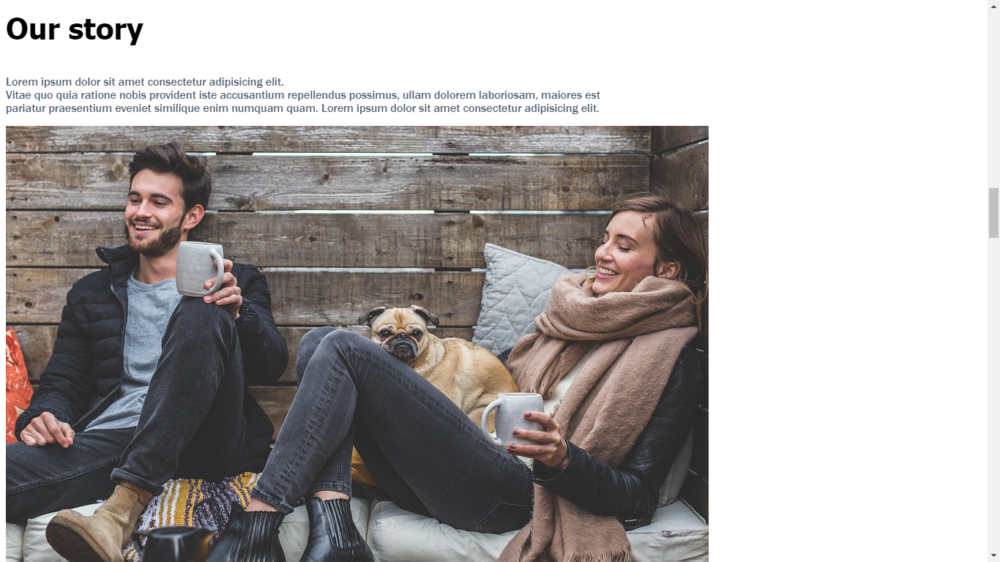 Our story
Lorem ipsum dolor sit amet consectetur adipisicing elit.
Vitae quo quia ratione nobis provident iste accusantium repellendus possimus, ullam dolorem laboriosam, maiores est
pariatur praesentium eveniet similique enim numquam quam. Lorem ipsum dolor sit amet consectetur adipisicing elit.